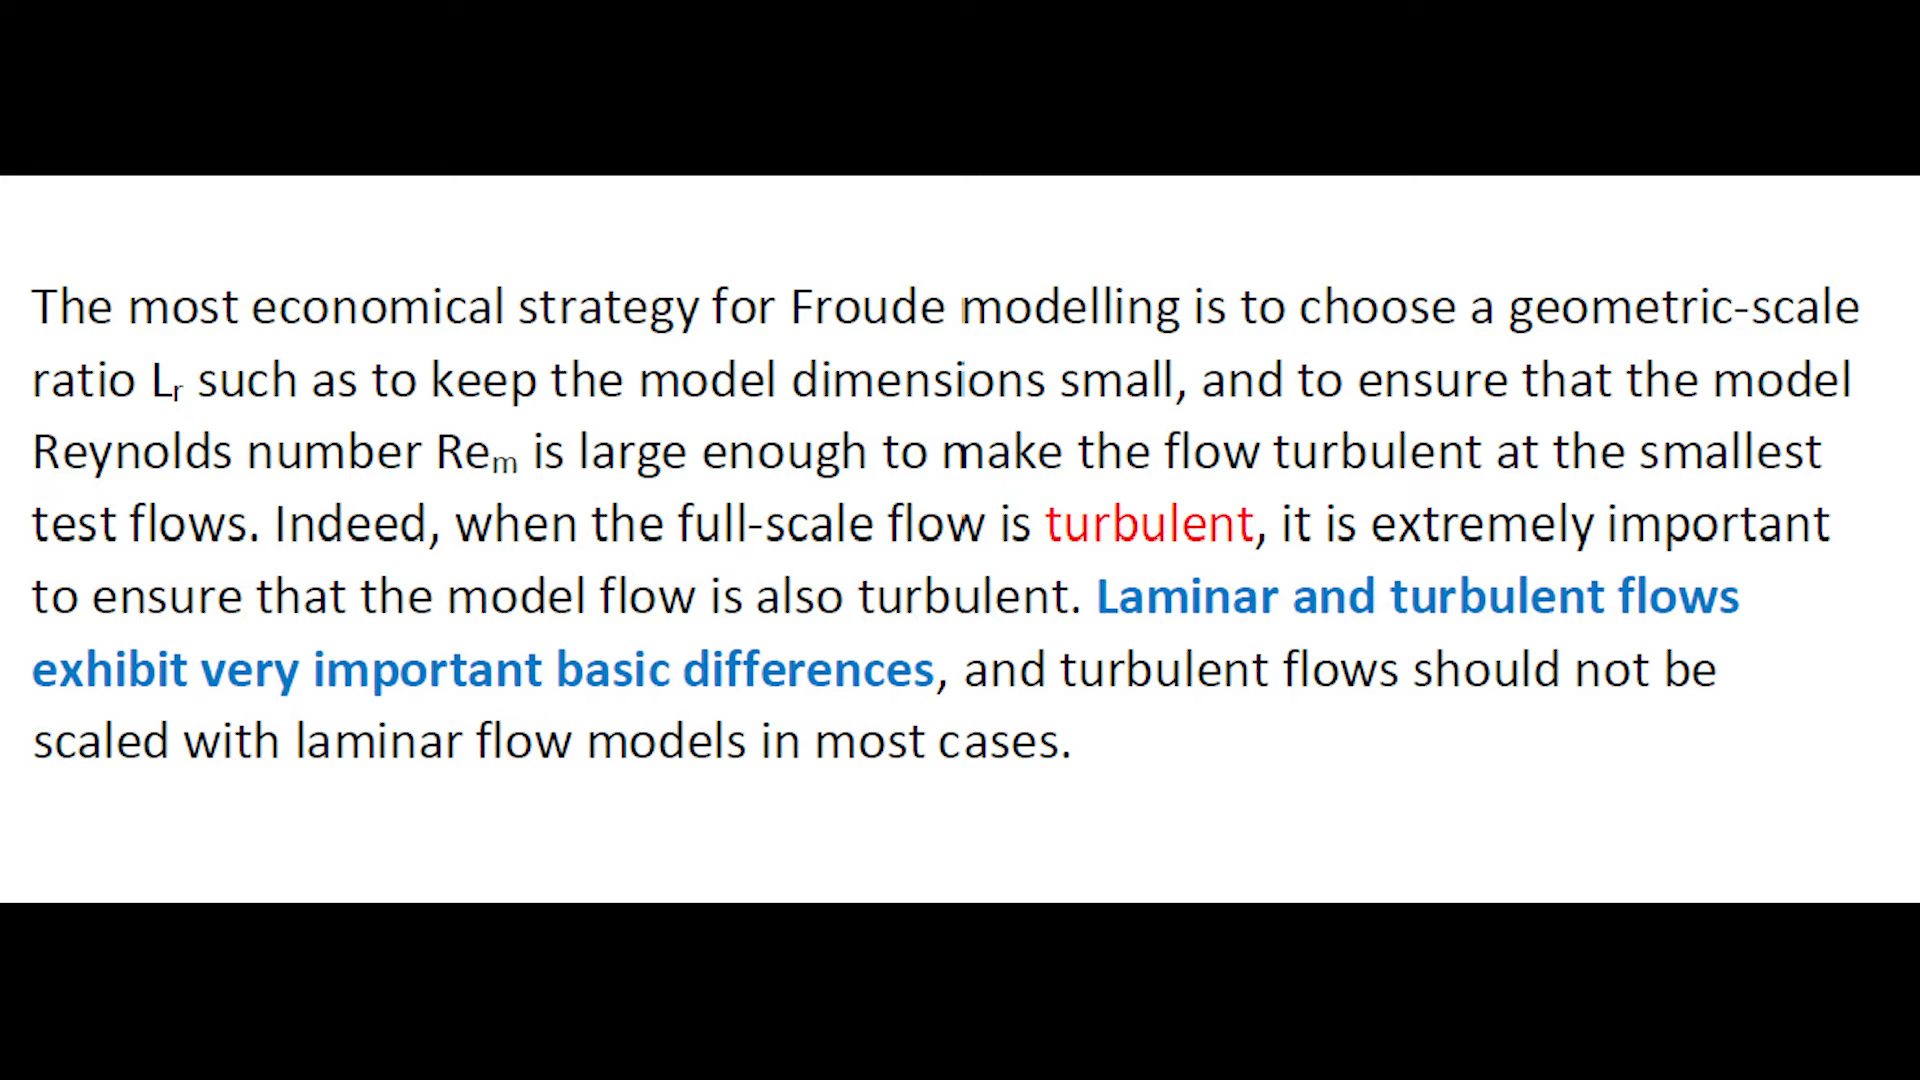 The most economical strategy for Froude modelling is to choose a geometric-scale
ratio Lr such as to keep the model dimensions small, and to ensure that the model
Reynolds number Rem is large enough to make the flow turbulent at the smallest
test flows. Indeed, when the full-scale flow is turbulent, it is extremely important
to ensure that the model flow is also turbulent. Laminar and turbulent flows
exhibit very important basic differences, and turbulent flows should not be
scaled with laminar flow models in most cases.